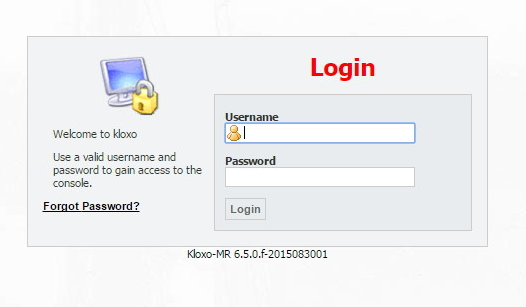 Login
Welcome to kloxo
Use a valid username and
password to gain access to the
console.
Forgot Password?
Username
Password
Login
Kloxo-MR 6.5.0.f-2015083001